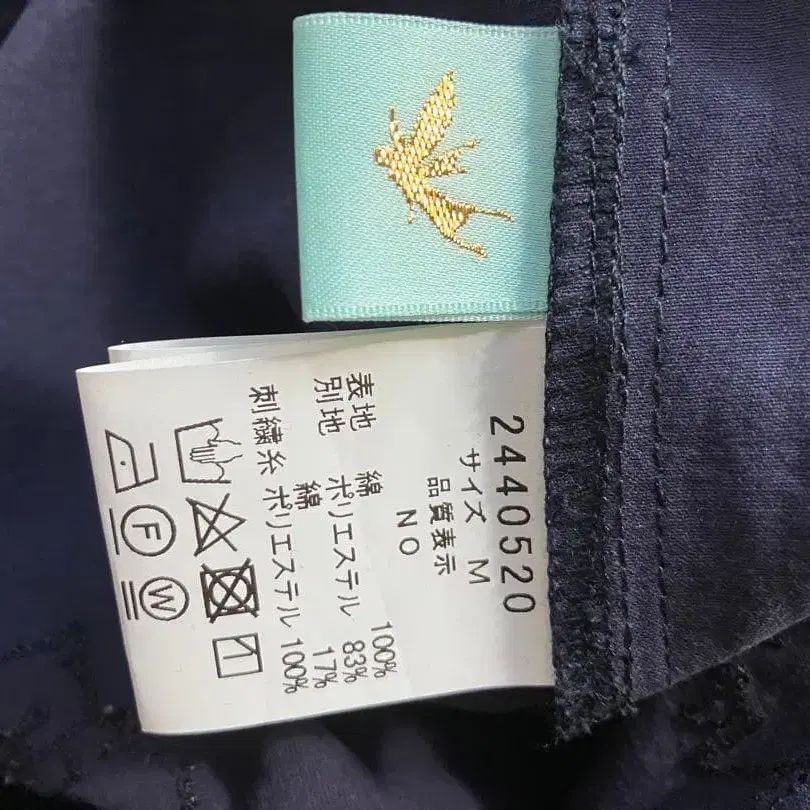 2440520
サイズ M
品質表示
NO
表地 綿 100%
別地 ポリエステル 83%
綿 17%
刺繍糸 ポリエステル 100%
F W